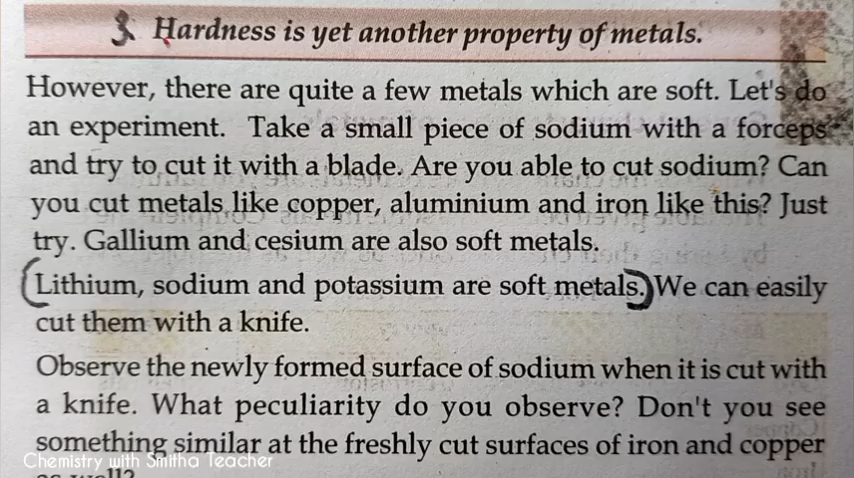 3. Hardness is yet another property of metals.
However, there are quite a few metals which are soft. Let's do
an experiment. Take a small piece of sodium with a forceps
and try to cut it with a blade. Are you able to cut sodium? Can
you cut metals like copper, aluminium and iron like this? Just
try. Gallium and cesium are also soft metals.
(Lithium, sodium and potassium are soft metals.) We can easily
cut them with a knife.
Observe the newly formed surface of sodium when it is cut with
a knife. What peculiarity do you observe? Don't you see
something similar at the freshly cut surfaces of iron and copper
Chemistry with Smitha Teacher
as well?